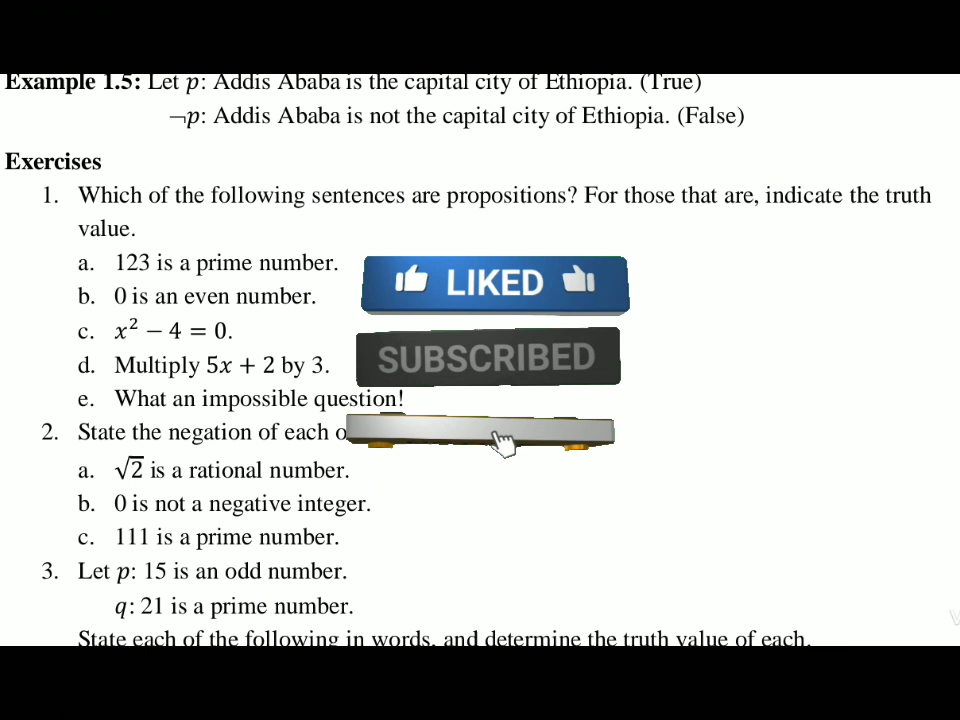 Example 1.5: Let p: Addis Ababa is the capital city of Ethiopia. (True)
¬p: Addis Ababa is not the capital city of Ethiopia. (False)
Exercises
1. Which of the following sentences are propositions? For those that are, indicate the truth
value.
a. 123 is a prime number.
b. 0 is an even number.
c. x² − 4 = 0.
d. Multiply 5x + 2 by 3.
e. What an impossible question!
2. State the negation of each
a. √2 is a rational number.
b. 0 is not a negative integer.
c. 111 is a prime number.
3. Let p: 15 is an odd number.
q: 21 is a prime number.
State each of the following in words, and determine the truth value of each.
LIKED
SUBSCRIBED